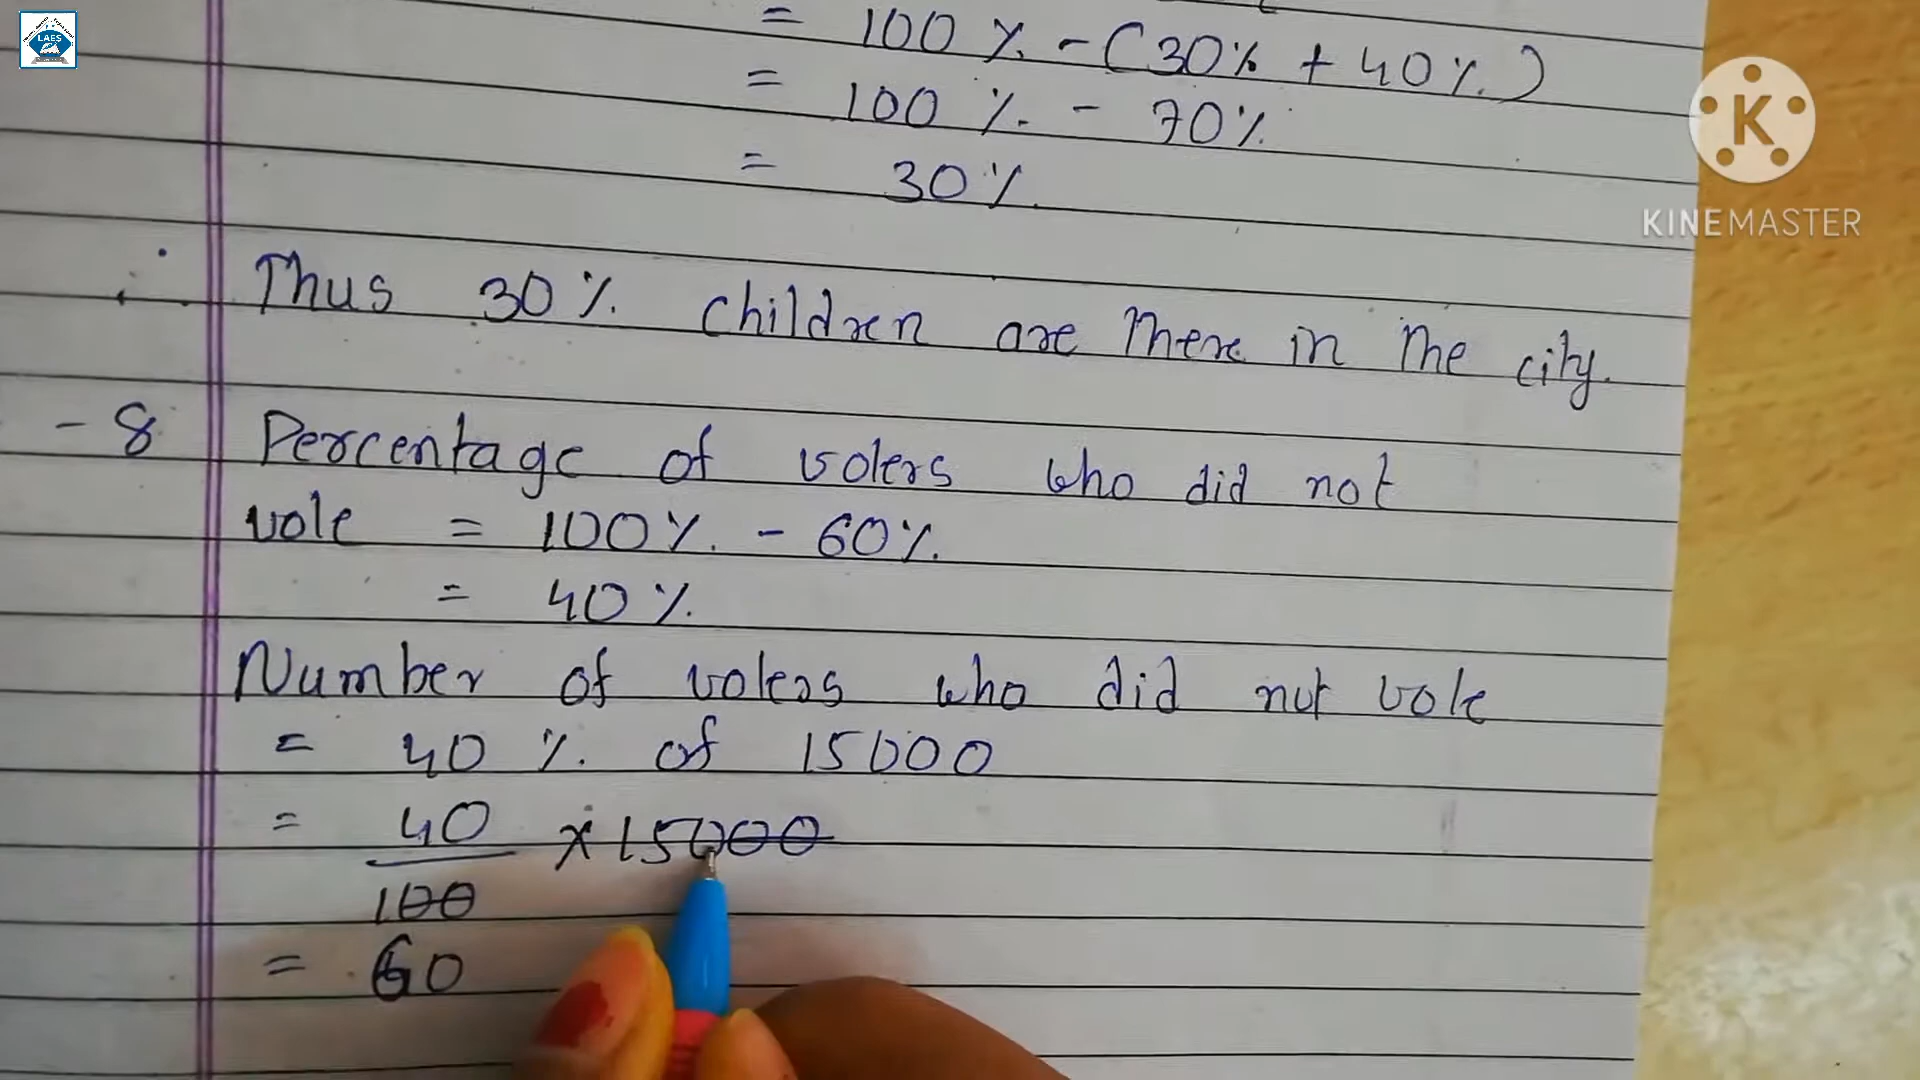 LAES
= 100% - (30% + 40%)
= 100% - 70%
= 30%
K
KINEMASTER
∴ Thus 30% children are there in the city.
- 8 Percentage of voters who did not
vote = 100% - 60%
= 40%
Number of voters who did not vote
= 40% of 15000
= 40/100 × 15000
= 60